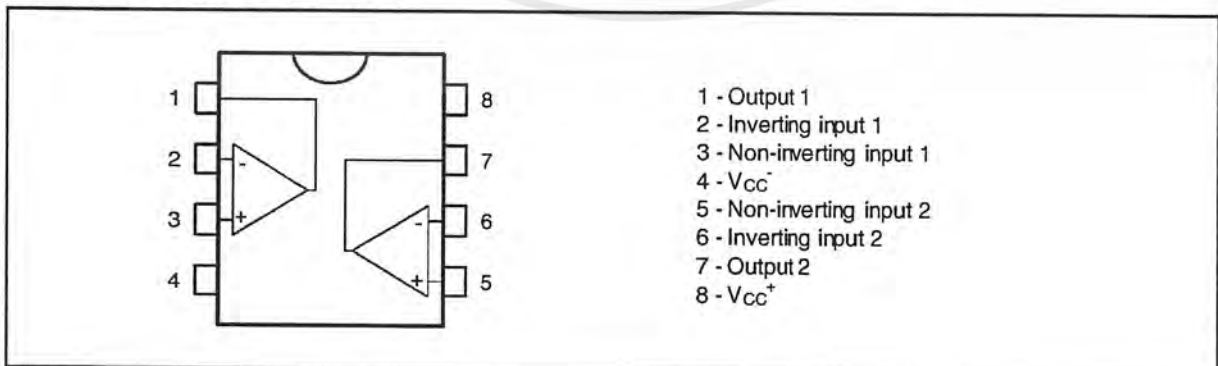 1
2
3
4
8
7
6
5
-
+
-
+
1 - Output 1
2 - Inverting input 1
3 - Non-inverting input 1
4 - VCC-
5 - Non-inverting input 2
6 - Inverting input 2
7 - Output 2
8 - VCC+